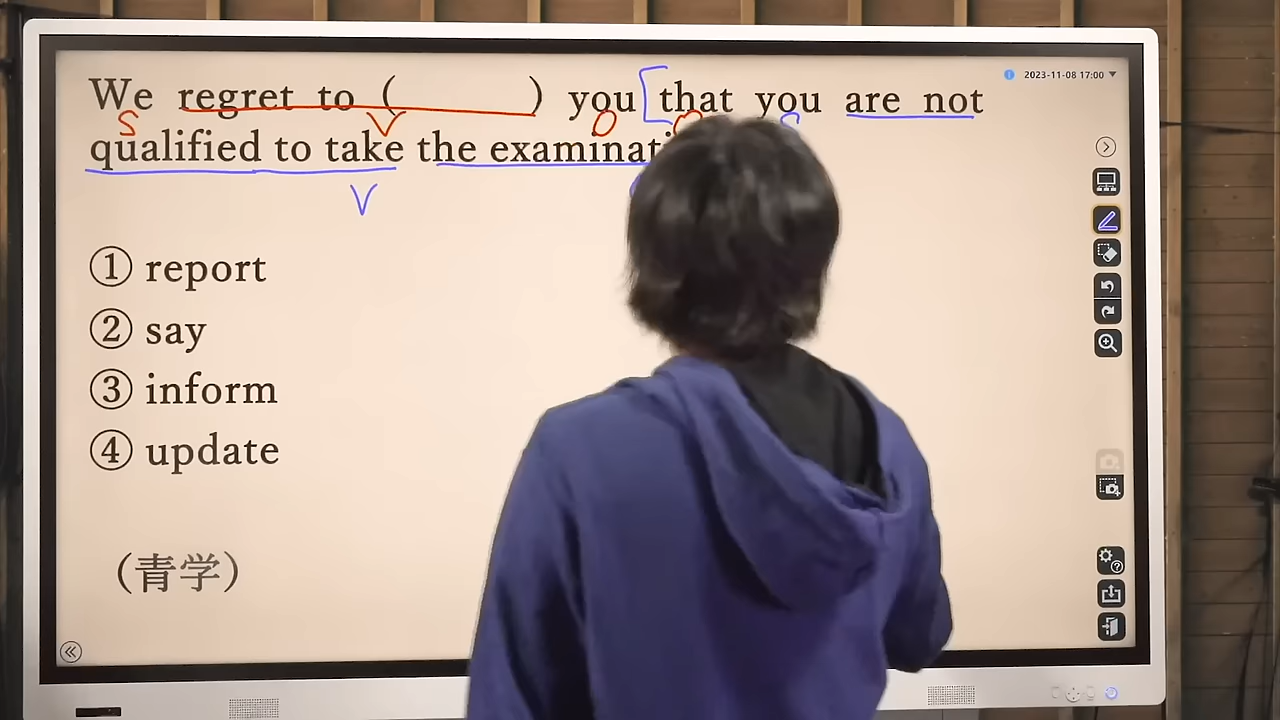 We regret to ( ) you [that you are not
2023-11-08 17:00
S V O O S
qualified to take the examinati
V
① report
② say
③ inform
④ update
(青学)